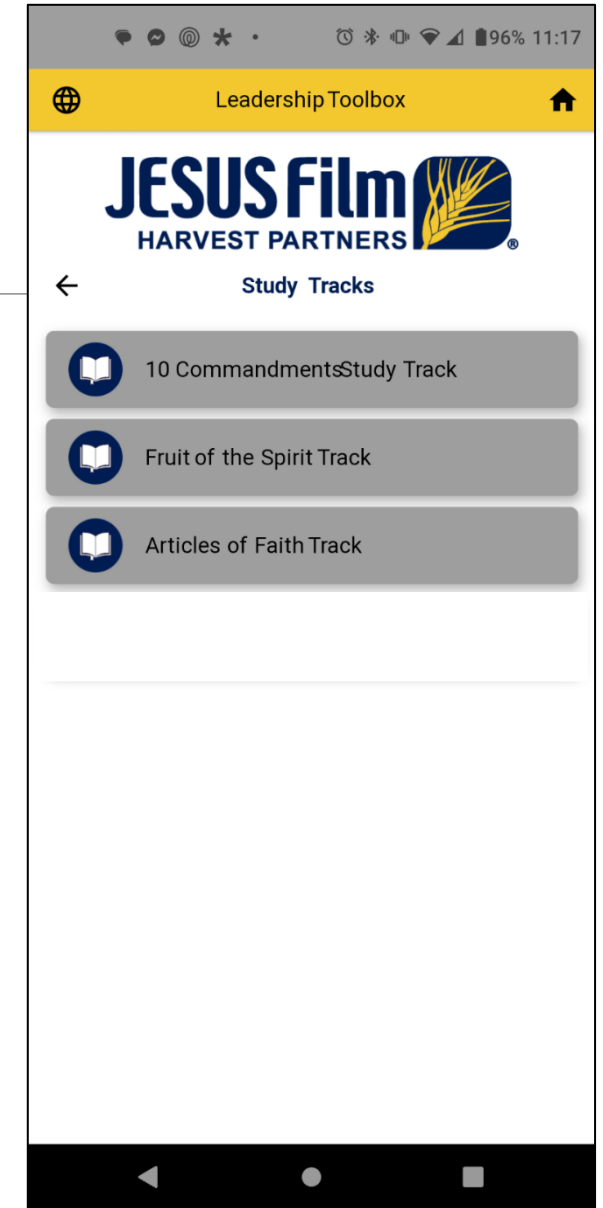 96% 11:17
Leadership Toolbox
JESUS Film
HARVEST PARTNERS ®
Study Tracks
10 CommandmentsStudy Track
Fruit of the Spirit Track
Articles of Faith Track